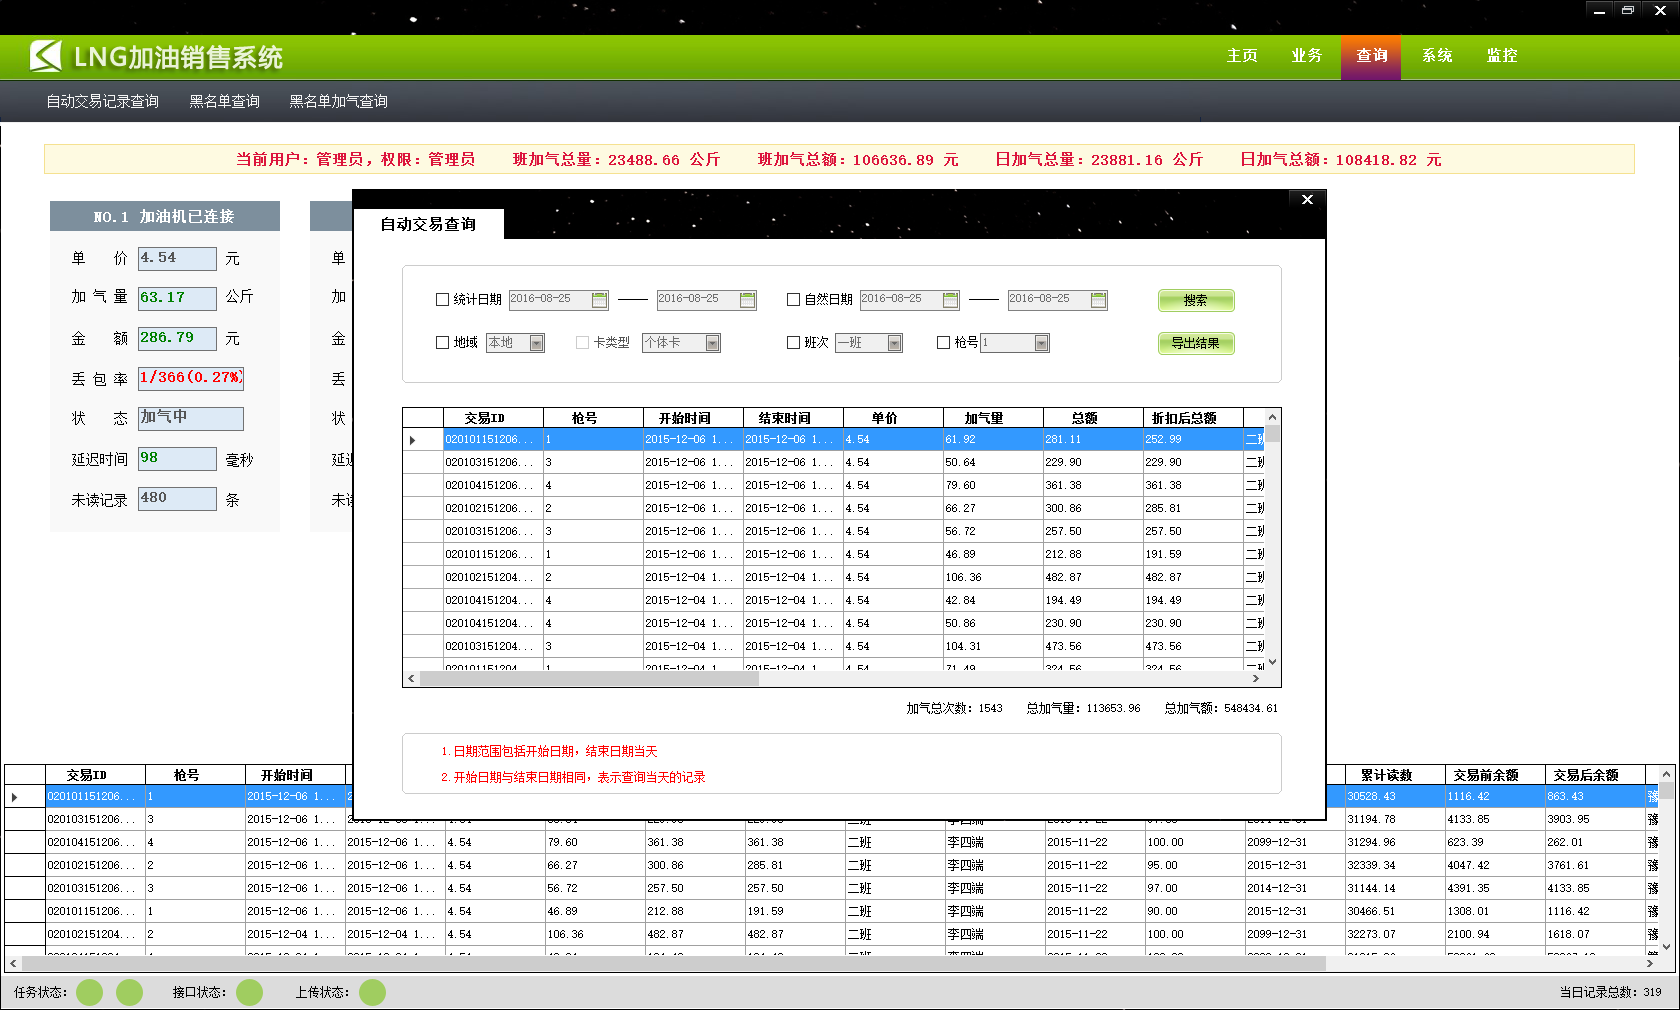 LNG加油销售系统
主页 业务 查询 系统 监控
自动交易记录查询 黑名单查询 黑名单加气查询
当前用户：管理员，权限：管理员 班加气总量：23488.66 公斤 班加气总额：106636.89 元 日加气总量：23881.16 公斤 日加气总额：108418.82 元
NO.1 加油机已连接
单 价 4.54 元
加 气 量 63.17 公斤
金 额 286.79 元
丢 包 率 1/366(0.27%)
状 态 加气中
延迟时间 98 毫秒
未读记录 480 条
单
加
金
丢
状
延迟
未读
自动交易查询
统计日期 2016-08-25 —— 2016-08-25 自然日期 2016-08-25 —— 2016-08-25 搜索
地域 本地 卡类型 个体卡 班次 一班 枪号 1 导出结果
交易ID 枪号 开始时间 结束时间 单价 加气量 总额 折扣后总额
020101151206... 1 2015-12-06 1... 2015-12-06 1... 4.54 61.92 281.11 252.99 二班
020103151206... 3 2015-12-06 1... 2015-12-06 1... 4.54 50.64 229.90 229.90 二班
020104151206... 4 2015-12-06 1... 2015-12-06 1... 4.54 79.60 361.38 361.38 二班
020102151206... 2 2015-12-06 1... 2015-12-06 1... 4.54 66.27 300.86 285.81 二班
020103151206... 3 2015-12-06 1... 2015-12-06 1... 4.54 56.72 257.50 257.50 二班
020101151206... 1 2015-12-06 1... 2015-12-06 1... 4.54 46.89 212.88 191.59 二班
020102151204... 2 2015-12-04 1... 2015-12-04 1... 4.54 106.36 482.87 482.87 二班
020104151204... 4 2015-12-04 1... 2015-12-04 1... 4.54 42.84 194.49 194.49 二班
020104151204... 4 2015-12-04 1... 2015-12-04 1... 4.54 50.86 230.90 230.90 二班
020103151204... 3 2015-12-04 1... 2015-12-04 1... 4.54 104.31 473.56 473.56 二班
020101151204... 1 2015-12-04 1... 2015-12-04 1... 4.54 71.49 324.56 324.56 二班
加气总次数：1543 总加气量：113653.96 总加气额：548434.61
1.日期范围包括开始日期，结束日期当天
2.开始日期与结束日期相同，表示查询当天的记录
交易ID 枪号 开始时间 累计读数 交易前余额 交易后余额
020101151206... 1 2015-12-06 1... 2 30528.43 1116.42 863.43 豫
020103151206... 3 2015-12-06 1... 31194.78 4133.85 3903.95 豫
020104151206... 4 2015-12-06 1... 2015-12-06 1... 4.54 79.60 361.38 361.38 二班 李四端 2015-11-22 100.00 2099-12-31 31294.96 623.39 262.01 豫
020102151206... 2 2015-12-06 1... 2015-12-06 1... 4.54 66.27 300.86 285.81 二班 李四端 2015-11-22 95.00 2015-12-31 32339.34 4047.42 3761.61 豫
020103151206... 3 2015-12-06 1... 2015-12-06 1... 4.54 56.72 257.50 257.50 二班 李四端 2015-11-22 97.00 2014-12-31 31144.14 4391.35 4133.85 豫
020101151206... 1 2015-12-06 1... 2015-12-06 1... 4.54 46.89 212.88 191.59 二班 李四端 2015-11-22 90.00 2015-12-31 30466.51 1308.01 1116.42 豫
020102151204... 2 2015-12-04 1... 2015-12-04 1... 4.54 106.36 482.87 482.87 二班 李四端 2015-11-22 100.00 2099-12-31 32273.07 2100.94 1618.07 豫
任务状态： 接口状态： 上传状态： 当日记录总数：319